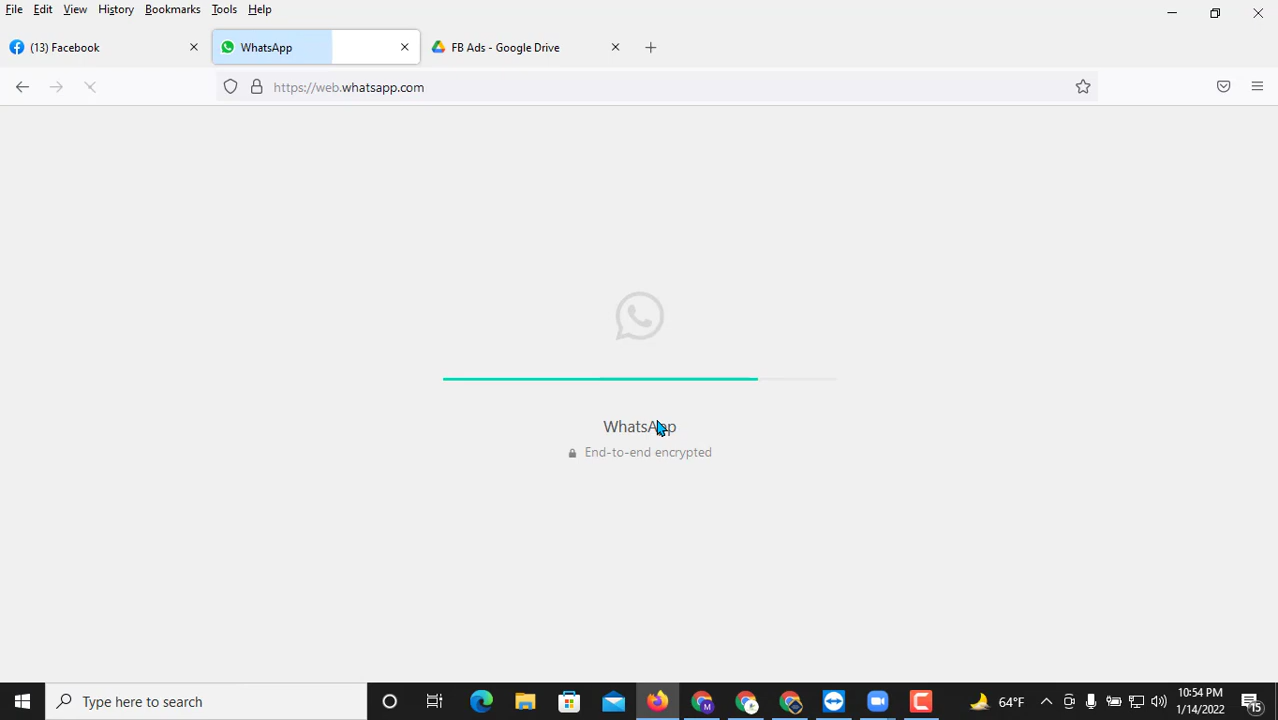 File Edit View History Bookmarks Tools Help
(13) Facebook WhatsApp FB Ads - Google Drive
https://web.whatsapp.com
WhatsApp
End-to-end encrypted
Type here to search 64°F 10:54 PM
1/14/2022 15